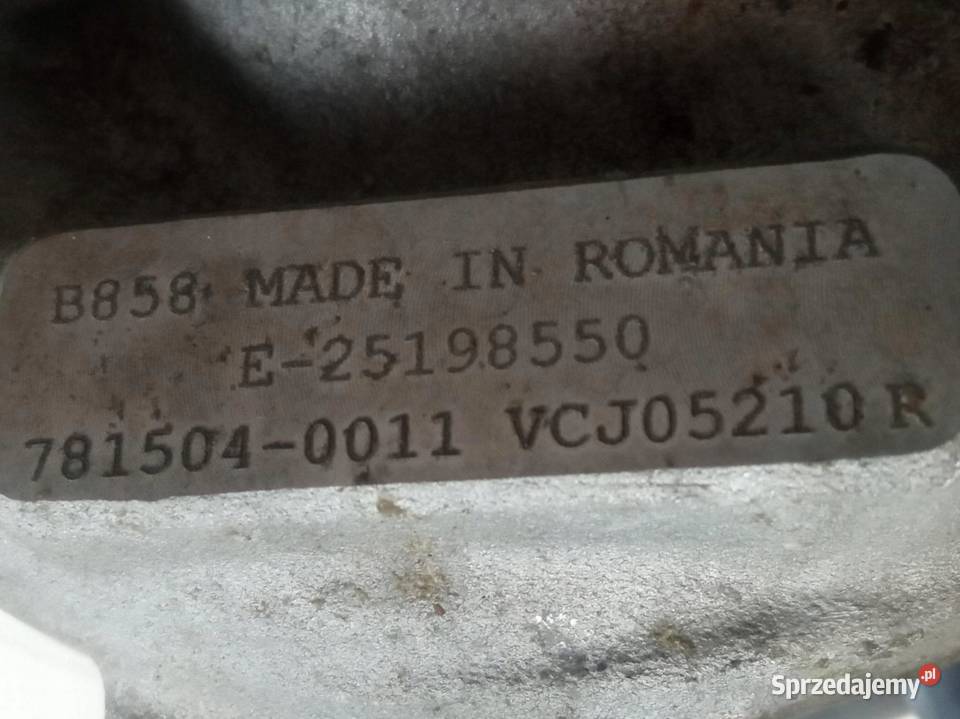 B858 MADE IN ROMANIA
E-25198550
781504-0011 VCJ05210 R
Sprzedajemy.pl